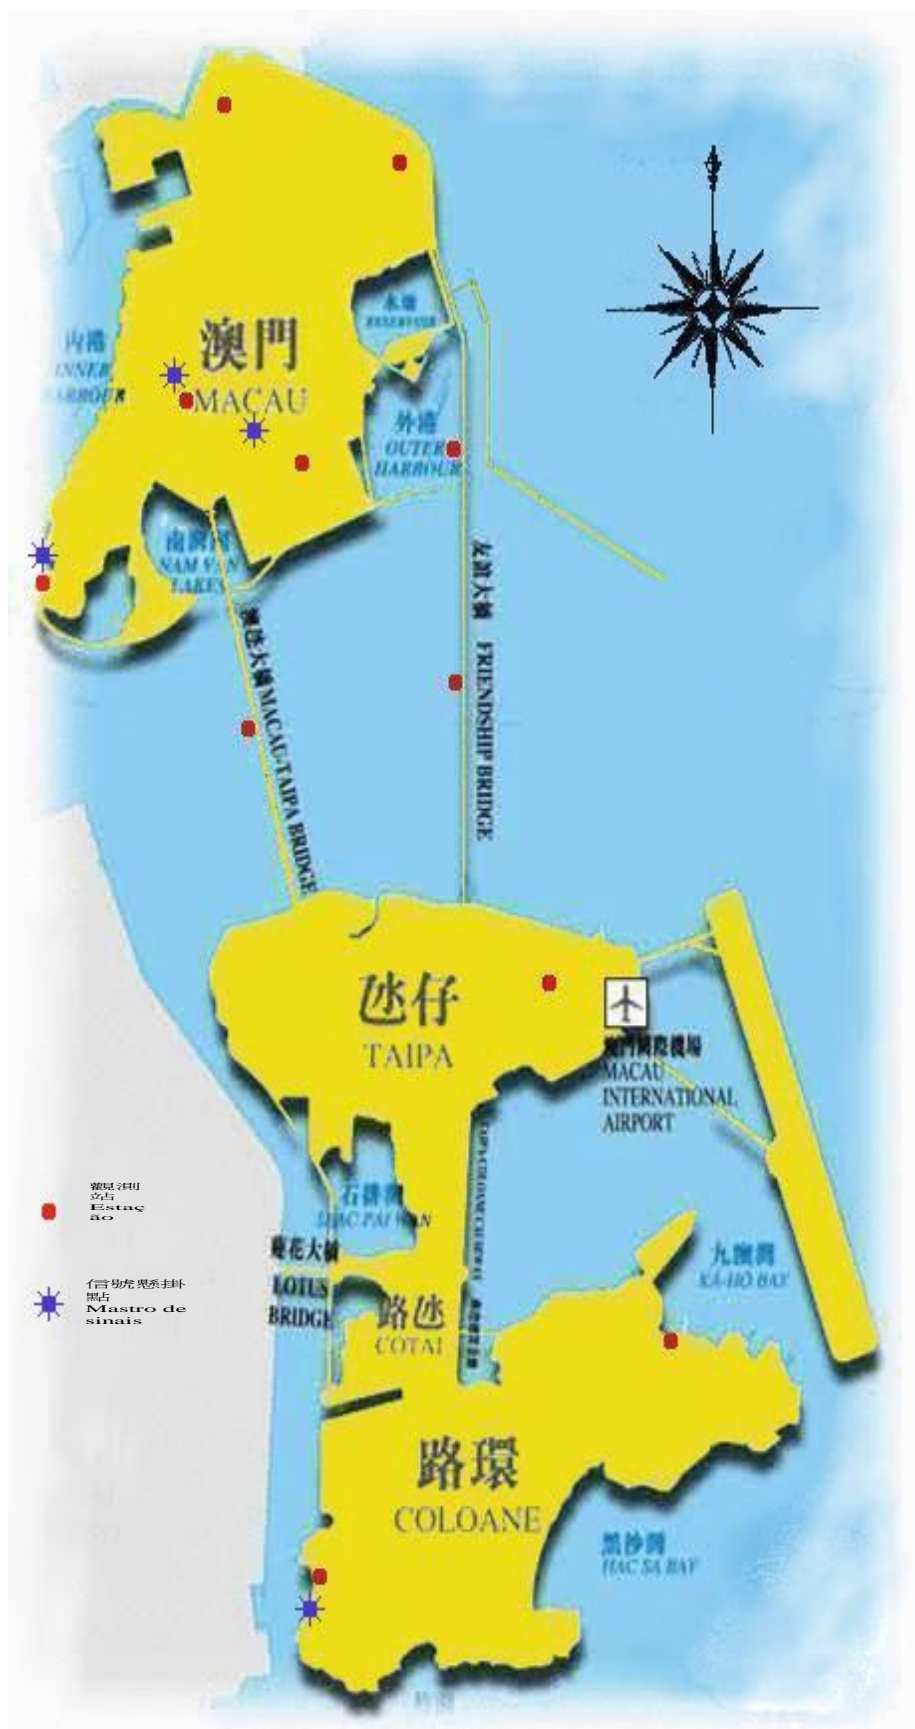 水塘
RESERVOIR
澳門
MACAU
內港
INNER
HARBOUR
外港
OUTER
HARBOUR
南灣湖
NAM VAN
LAKES
友誼大橋 FRIENDSHIP BRIDGE
澳氹大橋 MACAU-TAIPA BRIDGE
氹仔
TAIPA
澳門國際機場
MACAU
INTERNATIONAL
AIRPORT
觀測
站
Estaç
ão
石排灣
SHAC PAI WAN
蓮花大橋
LOTUS
BRIDGE
九澳灣
KÁ-HÓ BAY
信號懸掛
點
Mastro de
sinais
路氹
COTAI
路環
COLOANE
黑沙灣
HAC SA BAY